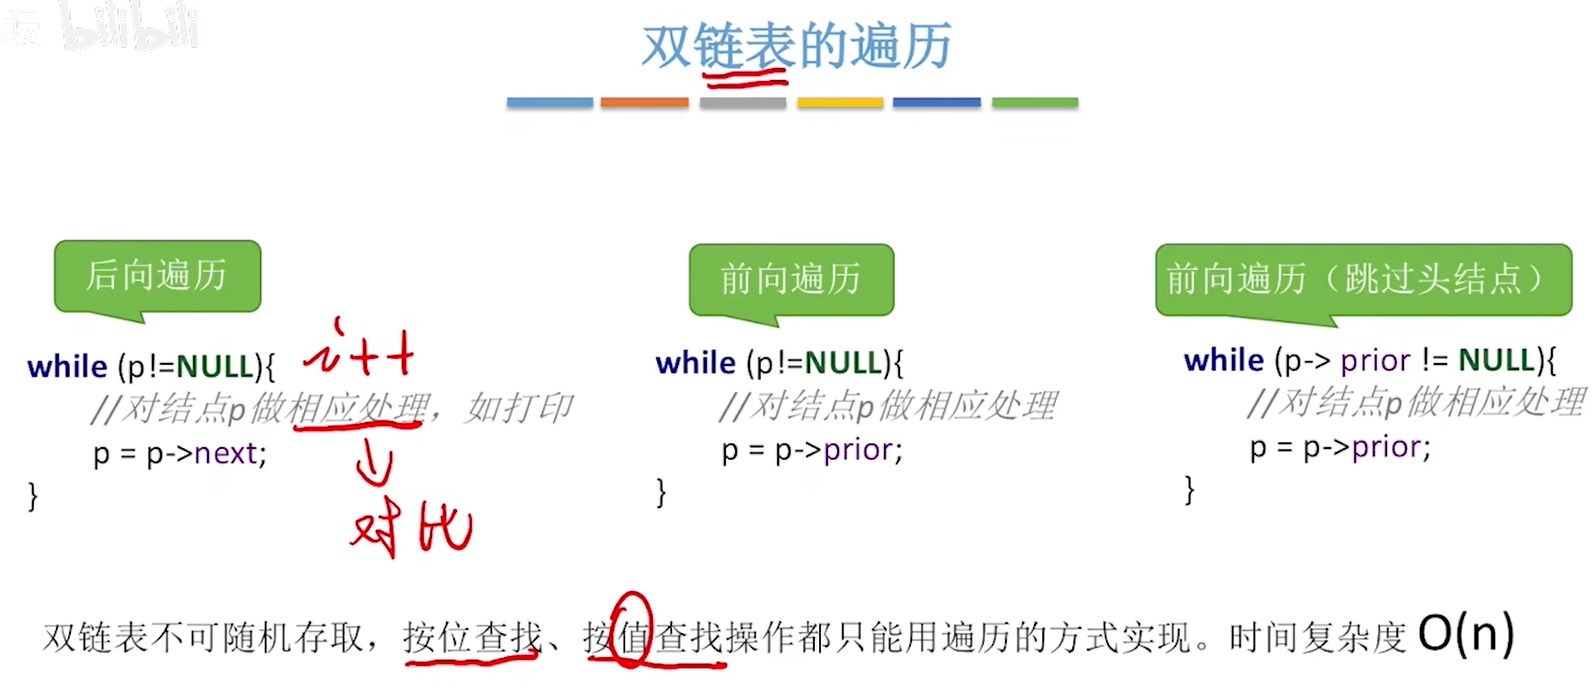 坛 bilibili
双链表的遍历
后向遍历
while (p!=NULL){ i++
//对结点p做相应处理，如打印
p = p->next;
}
对比
前向遍历
while (p!=NULL){
//对结点p做相应处理
p = p->prior;
}
前向遍历（跳过头结点）
while (p-> prior != NULL){
//对结点p做相应处理
p = p->prior;
}
双链表不可随机存取，按位查找、按值查找操作都只能用遍历的方式实现。时间复杂度 O(n)